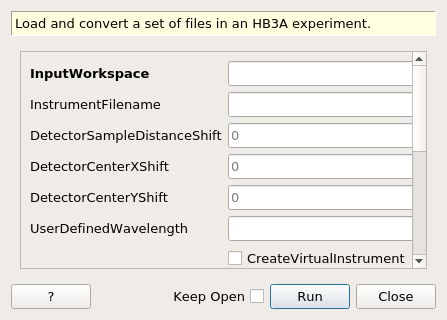 Load and convert a set of files in an HB3A experiment.
InputWorkspace
InstrumentFilename
DetectorSampleDistanceShift 0
DetectorCenterXShift 0
DetectorCenterYShift 0
UserDefinedWavelength
CreateVirtualInstrument
? Keep Open Run Close